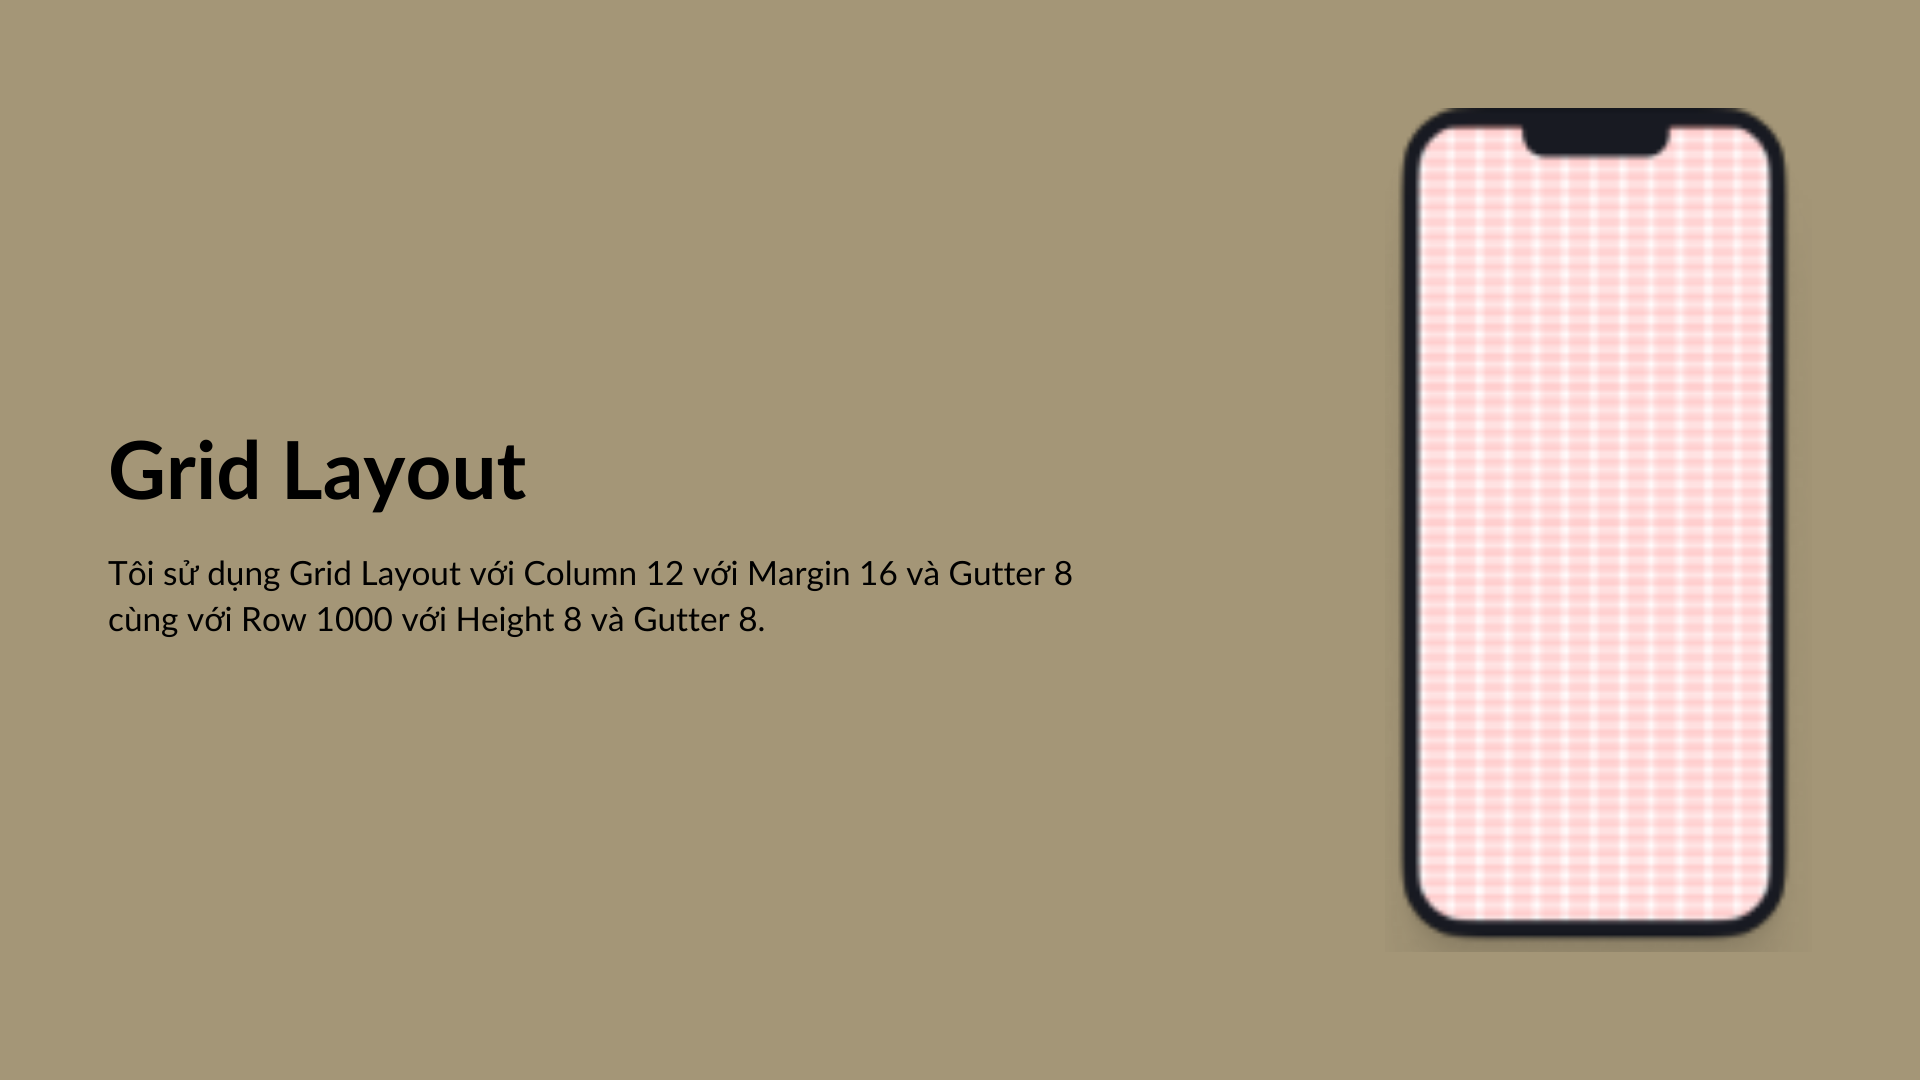 Grid Layout
Tôi sử dụng Grid Layout với Column 12 với Margin 16 và Gutter 8
cùng với Row 1000 với Height 8 và Gutter 8.